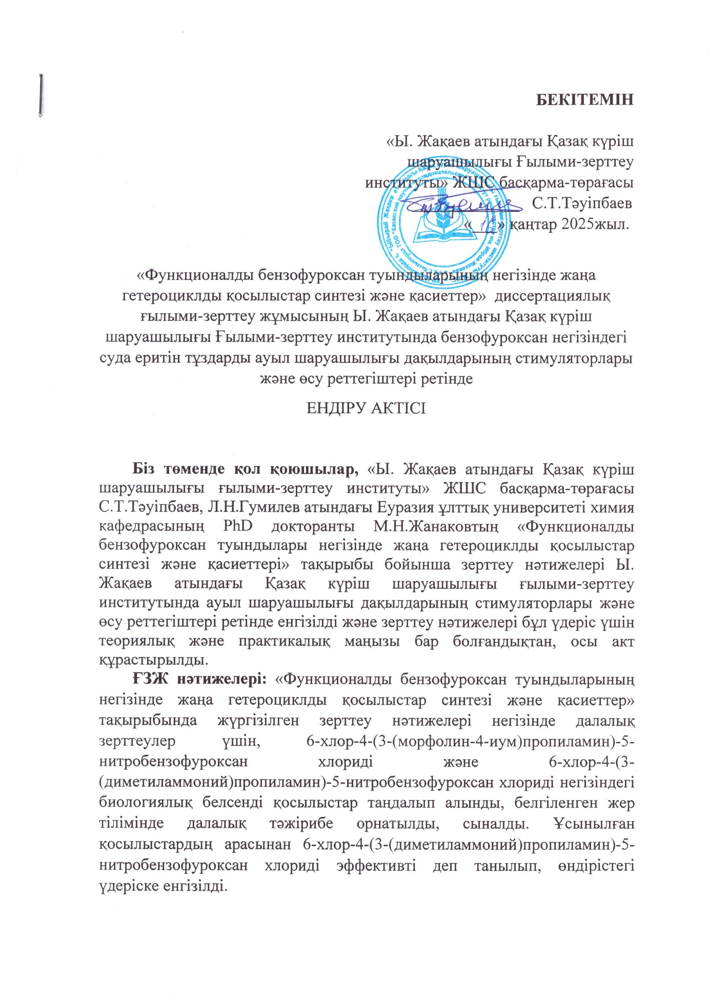 БЕКІТЕМІН
«Ы. Жақаев атындағы Қазақ күріш
шаруашылығы Ғылыми-зерттеу
институты» ЖШС басқарма-төрағасы
С.Т.Тәуіпбаев
«16» қаңтар 2025жыл.
«Функционалды бензофуроксан туындыларының негізінде жаңа
гетероциклды қосылыстар синтезі және қасиеттер» диссертациялық
ғылыми-зерттеу жұмысының Ы. Жақаев атындағы Қазақ күріш
шаруашылығы Ғылыми-зерттеу институтында бензофуроксан негізіндегі
суда еритін тұздарды ауыл шаруашылығы дақылдарының стимуляторлары
және өсу реттегіштері ретінде
ЕНДІРУ АКТІСІ
Біз төменде қол қоюшылар, «Ы. Жақаев атындағы Қазақ күріш
шаруашылығы ғылыми-зерттеу институты» ЖШС басқарма-төрағасы
С.Т.Тәуіпбаев, Л.Н.Гумилев атындағы Еуразия ұлттық университеті химия
кафедрасының PhD докторанты М.Н.Жанаковтың «Функционалды
бензофуроксан туындылары негізінде жаңа гетероциклды қосылыстар
синтезі және қасиеттері» тақырыбы бойынша зерттеу нәтижелері Ы.
Жақаев атындағы Қазақ күріш шаруашылығы ғылыми-зерттеу
институтында ауыл шаруашылығы дақылдарының стимуляторлары және
өсу реттегіштері ретінде енгізілді және зерттеу нәтижелері бұл үдеріс үшін
теориялық және практикалық маңызы бар болғандықтан, осы акт
құрастырылды.
ҒЗЖ нәтижелері: «Функционалды бензофуроксан туындыларының
негізінде жаңа гетероциклды қосылыстар синтезі және қасиеттер»
тақырыбында жүргізілген зерттеу нәтижелері негізінде далалық
зерттеулер үшін, 6-хлор-4-(3-(морфолин-4-иум)пропиламин)-5-
нитробензофуроксан хлориді және 6-хлор-4-(3-
(диметиламмоний)пропиламин)-5-нитробензофуроксан хлориді негізіндегі
биологиялық белсенді қосылыстар таңдалып алынды, белгіленген жер
тілімінде далалық тәжірибе орнатылды, сыналды. Ұсынылған
қосылыстардың арасынан 6-хлор-4-(3-(диметиламмоний)пропиламин)-5-
нитробензофуроксан хлориді эффективті деп танылып, өндірістегі
үдеріске енгізілді.